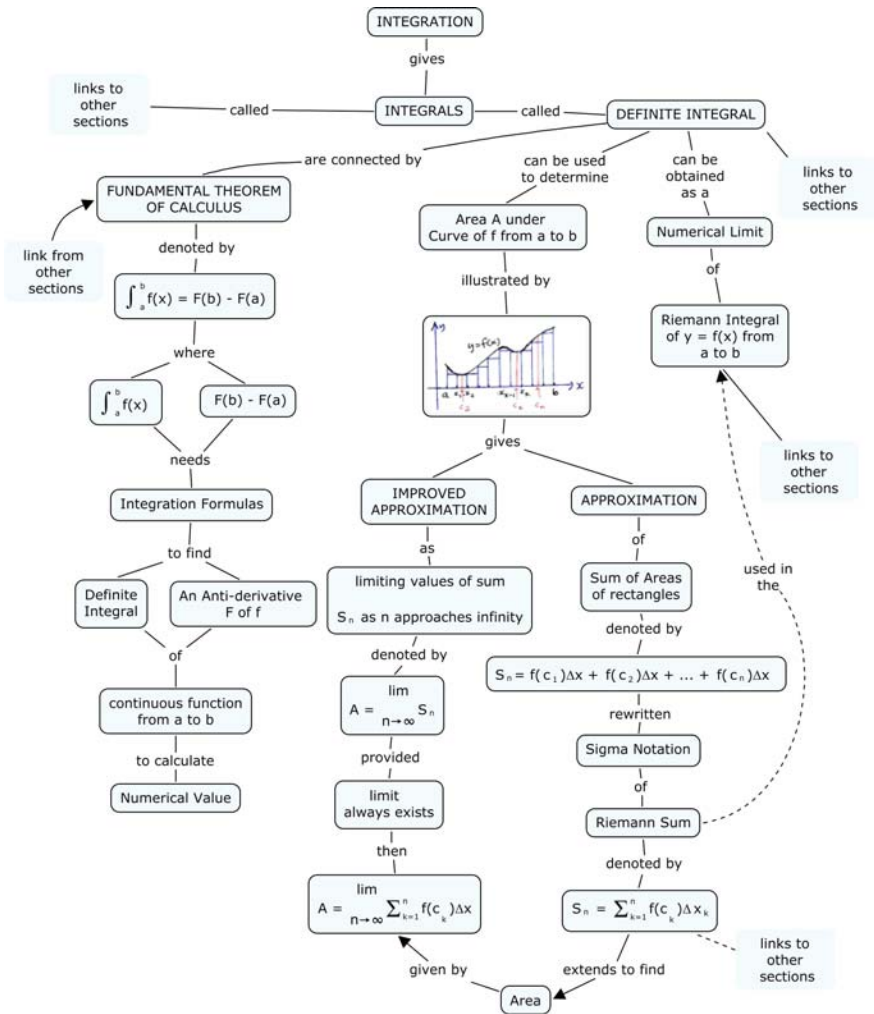 INTEGRATION
gives
links to
other
sections
called
INTEGRALS
called
DEFINITE INTEGRAL
are connected by
can be used
to determine
can be
obtained
as a
links to
other
sections
FUNDAMENTAL THEOREM
OF CALCULUS
link from
other
sections
denoted by
∫ₐᵇ f(x) = F(b) - F(a)
where
∫ₐᵇ f(x)
F(b) - F(a)
needs
Integration Formulas
to find
Definite
Integral
An Anti-derivative
F of f
of
continuous function
from a to b
to calculate
Numerical Value
Area A under
Curve of f from a to b
illustrated by
y
y=f(x)
a
b
x
gives
IMPROVED
APPROXIMATION
as
limiting values of sum
Sₙ as n approaches infinity
denoted by
lim
A = Sₙ
n→∞
provided
limit
always exists
then
lim
A = ∑ₖ₌₁ⁿ f(cₖ)Δx
n→∞
APPROXIMATION
of
Sum of Areas
of rectangles
denoted by
Sₙ = f(c₁)Δx + f(c₂)Δx + ... + f(cₙ)Δx
rewritten
Sigma Notation
of
Riemann Sum
denoted by
Sₙ = ∑ₖ₌₁ⁿ f(cₖ)Δxₖ
extends to find
Area
given by
links to
other
sections
Numerical Limit
of
Riemann Integral
of y = f(x) from
a to b
links to
other
sections
used in
the